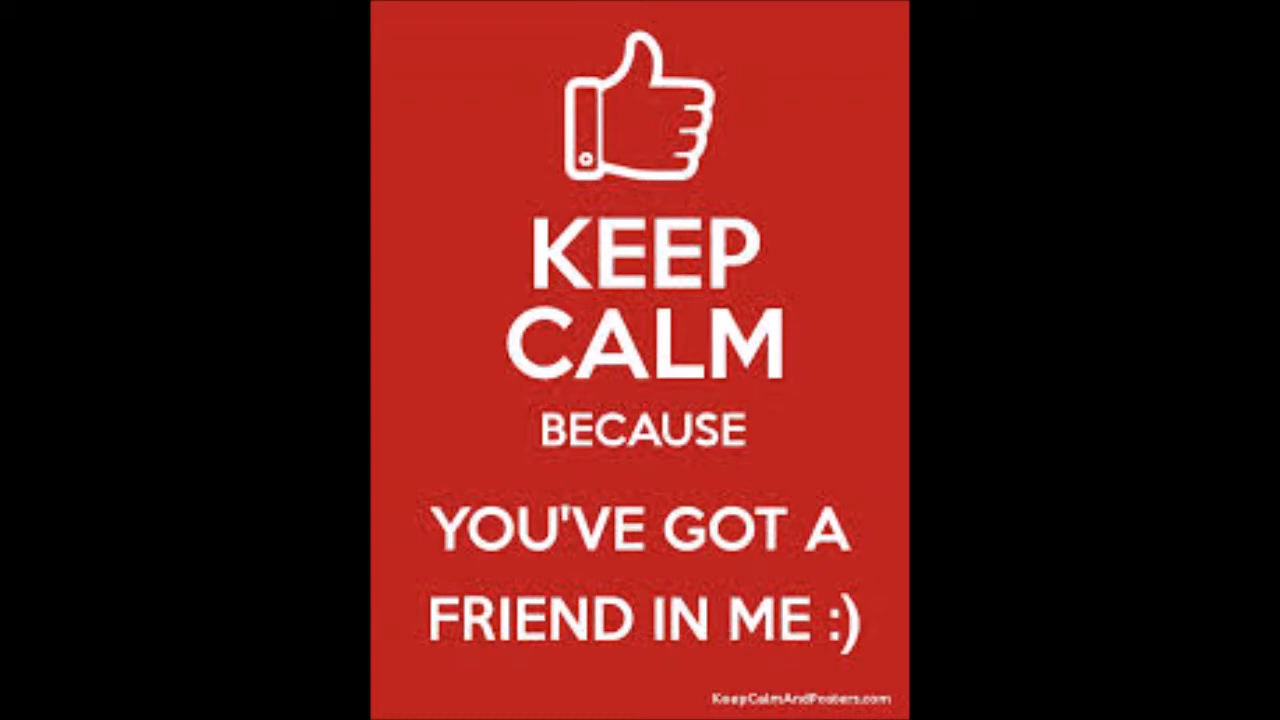 KEEP
CALM
BECAUSE
YOU'VE GOT A
FRIEND IN ME :)
KeepCalmAndPosters.com